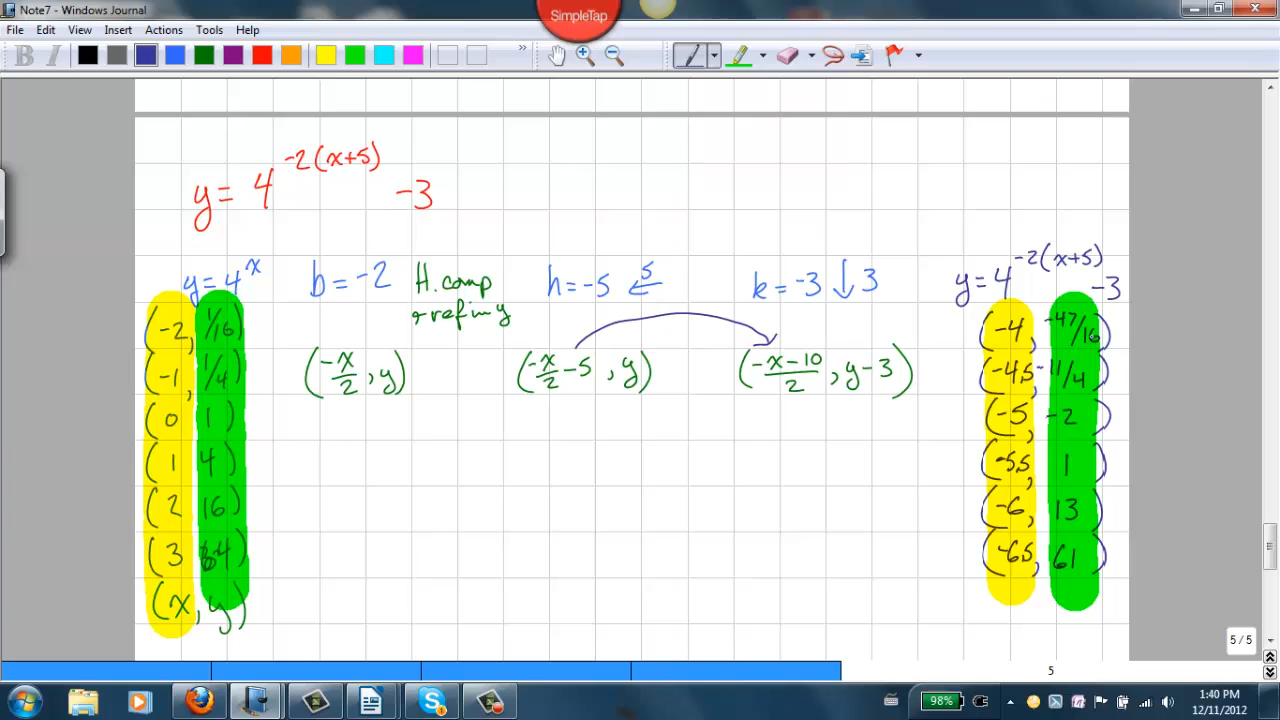 SimpleTap
Note7 - Windows Journal
File Edit View Insert Actions Tools Help
B I
y = 4^{-2(x+5)} -3
y = 4^x b = -2 H. comp h = -5 ← 5 k = -3 ↓ 3 y = 4^{-2(x+5)} -3
+ refin y
(-2, 1/16) (-4, -47/16)
(-1, 1/4) (-x/2, y) (-x/2 -5, y) (-x-10/2, y-3) (-4.5, -11/4)
(0 1) (-5, -2)
(1 4) (-5.5, 1)
(2 16) (-6, 13)
(3 64) (-6.5, 61)
(x, y)
5 / 5
5
98%
1:40 PM
12/11/2012